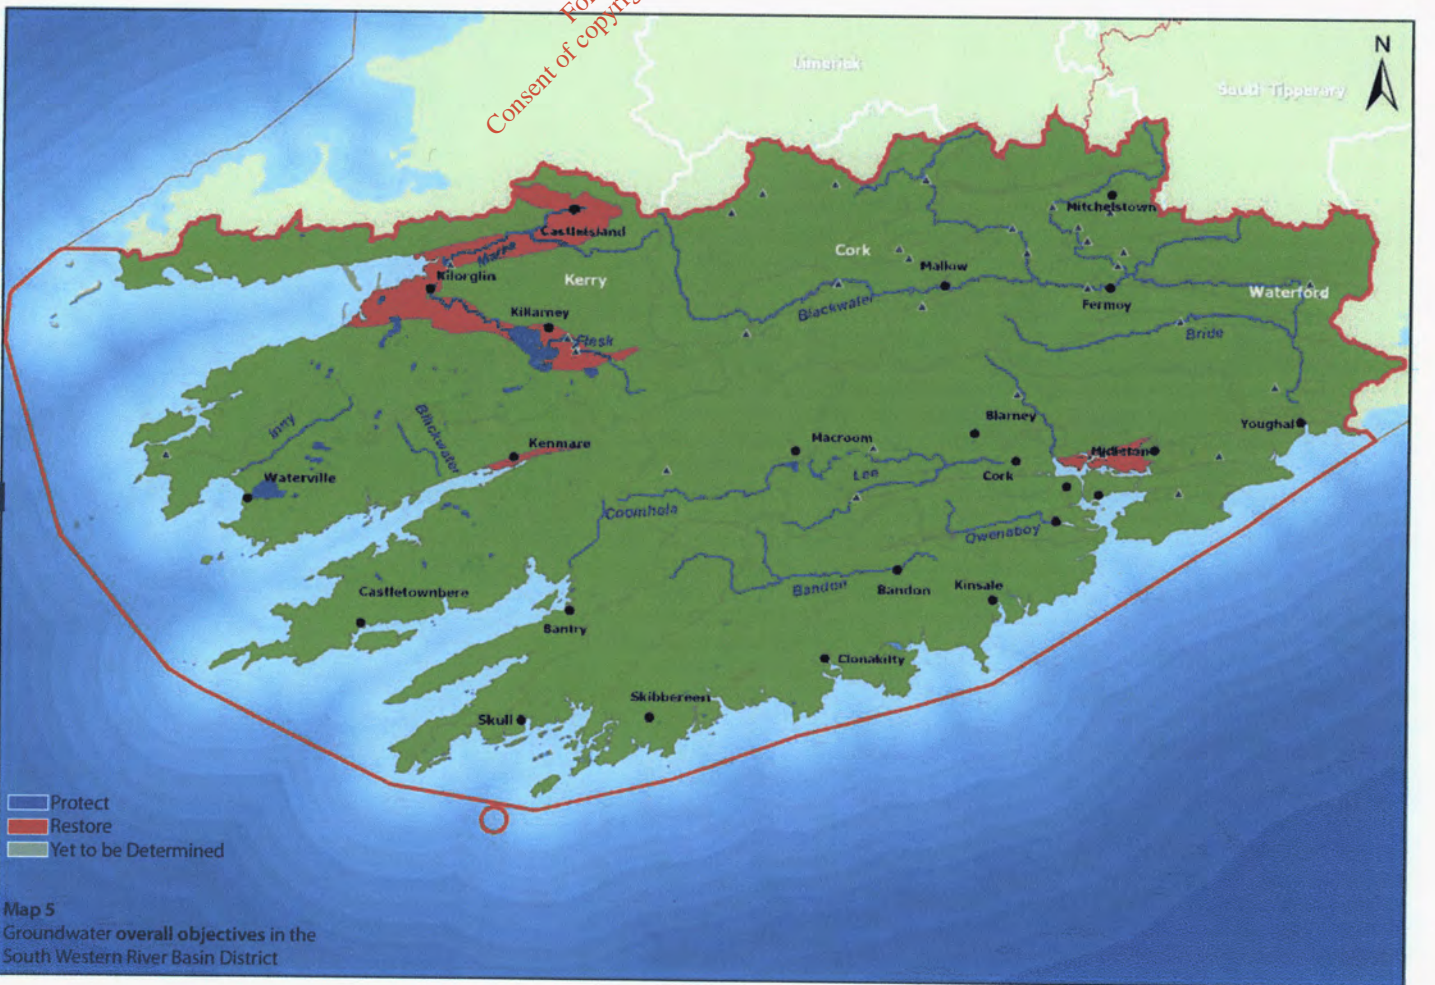 For
Consent of copyrig
N
Limerick
South Tipperary
Mitchelstown
Castleisland
Maine
Cork
Kilorglin
Kerry
Mallow
Waterford
Blackwater
Fermoy
Killarney
Flesk
Bride
Inny
Blackwater
Blarney
Youghal
Macroom
Kenmare
Midleton
Lee
Waterville
Cork
Coomhola
Owenaboy
Castletownbere
Bandon
Bandon
Kinsale
Bantry
Clonakilty
Skibbereen
Skull
Protect
Restore
Yet to be Determined
Map 5
Groundwater overall objectives in the
South Western River Basin District